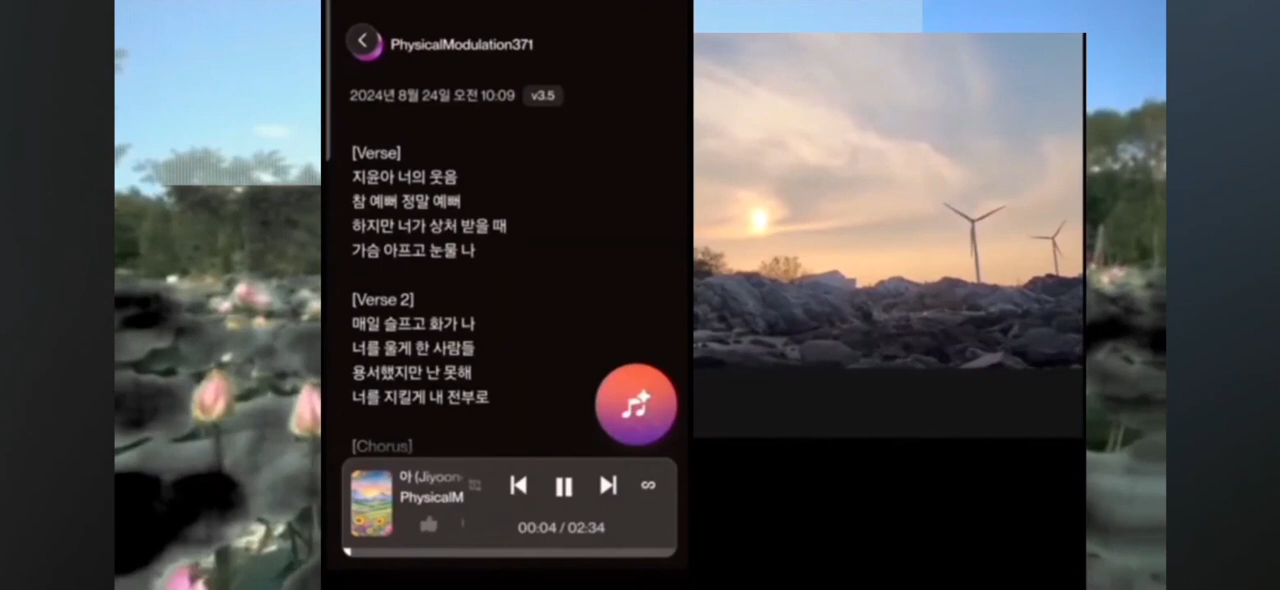 PhysicalModulation371
2024년 8월 24일 오전 10:09 v3.5
[Verse]
지윤아 너의 웃음
참 예뻐 정말 예뻐
하지만 너가 상처 받을 때
가슴 아프고 눈물 나
[Verse 2]
매일 슬프고 화가 나
너를 울게 한 사람들
용서했지만 난 못해
너를 지킬게 내 전부로
[Chorus]
아 (Jiyoon
PhysicalM
00:04 / 02:34